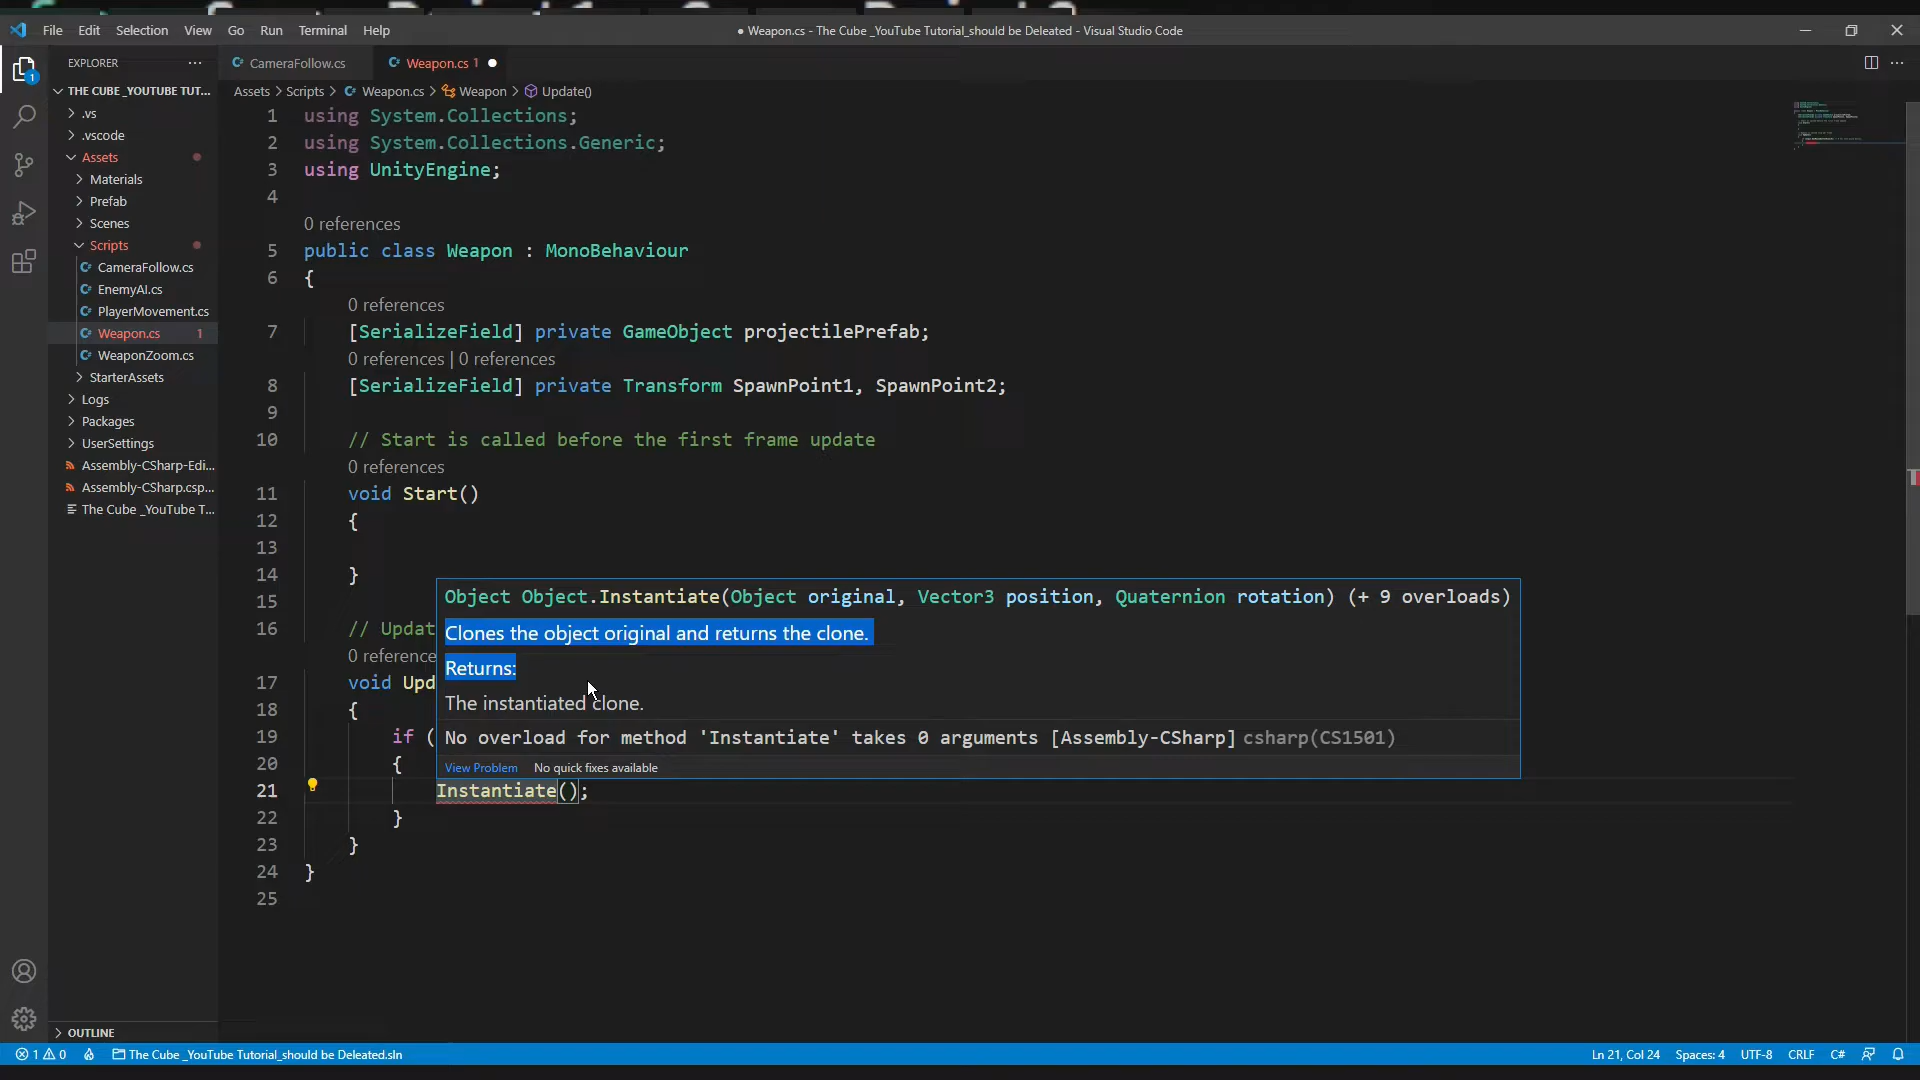 File Edit Selection View Go Run Terminal Help
● Weapon.cs - The Cube _YouTube Tutorial_should be Deleated - Visual Studio Code
EXPLORER
THE CUBE _YOUTUBE TUT...
.vs
.vscode
Assets
Materials
Prefab
Scenes
Scripts
CameraFollow.cs
EnemyAI.cs
PlayerMovement.cs
Weapon.cs 1
WeaponZoom.cs
StarterAssets
Logs
Packages
UserSettings
Assembly-CSharp-Edi...
Assembly-CSharp.csp...
The Cube _YouTube T...
OUTLINE
1
CameraFollow.cs
Weapon.cs 1
Assets > Scripts > Weapon.cs > Weapon > Update()
1 using System.Collections;
2 using System.Collections.Generic;
3 using UnityEngine;
4
0 references
5 public class Weapon : MonoBehaviour
6 {
0 references
7 [SerializeField] private GameObject projectilePrefab;
0 references | 0 references
8 [SerializeField] private Transform SpawnPoint1, SpawnPoint2;
9
10 // Start is called before the first frame update
0 references
11 void Start()
12 {
13
14 }
15
16 // Updat
0 reference
17 void Upd
18 {
19 if (
20 {
21 Instantiate();
22 }
23 }
24 }
25
Object Object.Instantiate(Object original, Vector3 position, Quaternion rotation) (+ 9 overloads)
Clones the object original and returns the clone.
Returns:
The instantiated clone.
No overload for method 'Instantiate' takes 0 arguments [Assembly-CSharp] csharp(CS1501)
View Problem No quick fixes available
1 0 The Cube _YouTube Tutorial_should be Deleated.sln
Ln 21, Col 24 Spaces: 4 UTF-8 CRLF C#